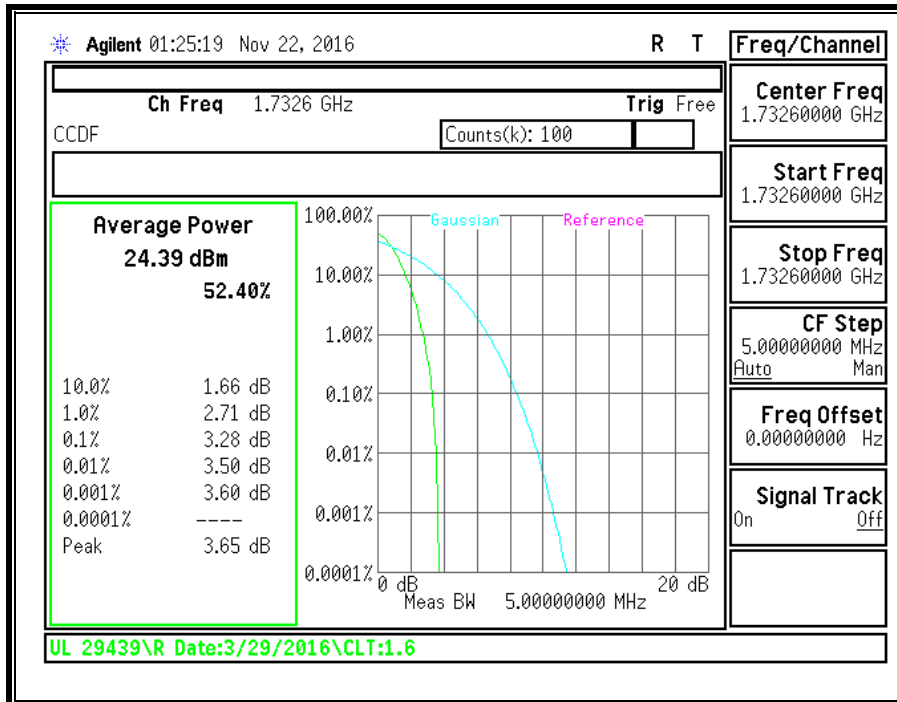 Agilent 01:25:19 Nov 22, 2016 R T
Ch Freq 1.7326 GHz Trig Free
CCDF Counts(k): 100
Average Power
24.39 dBm
52.40%
10.0% 1.66 dB
1.0% 2.71 dB
0.1% 3.28 dB
0.01% 3.50 dB
0.001% 3.60 dB
0.0001% ----
Peak 3.65 dB
Gaussian Reference
100.00%
10.00%
1.00%
0.10%
0.01%
0.001%
0.0001%
0 dB 20 dB
Meas BW 5.00000000 MHz
Freq/Channel
Center Freq
1.73260000 GHz
Start Freq
1.73260000 GHz
Stop Freq
1.73260000 GHz
CF Step
5.00000000 MHz
Auto Man
Freq Offset
0.00000000 Hz
Signal Track
On Off
UL 29439\R Date:3/29/2016\CLT:1.6